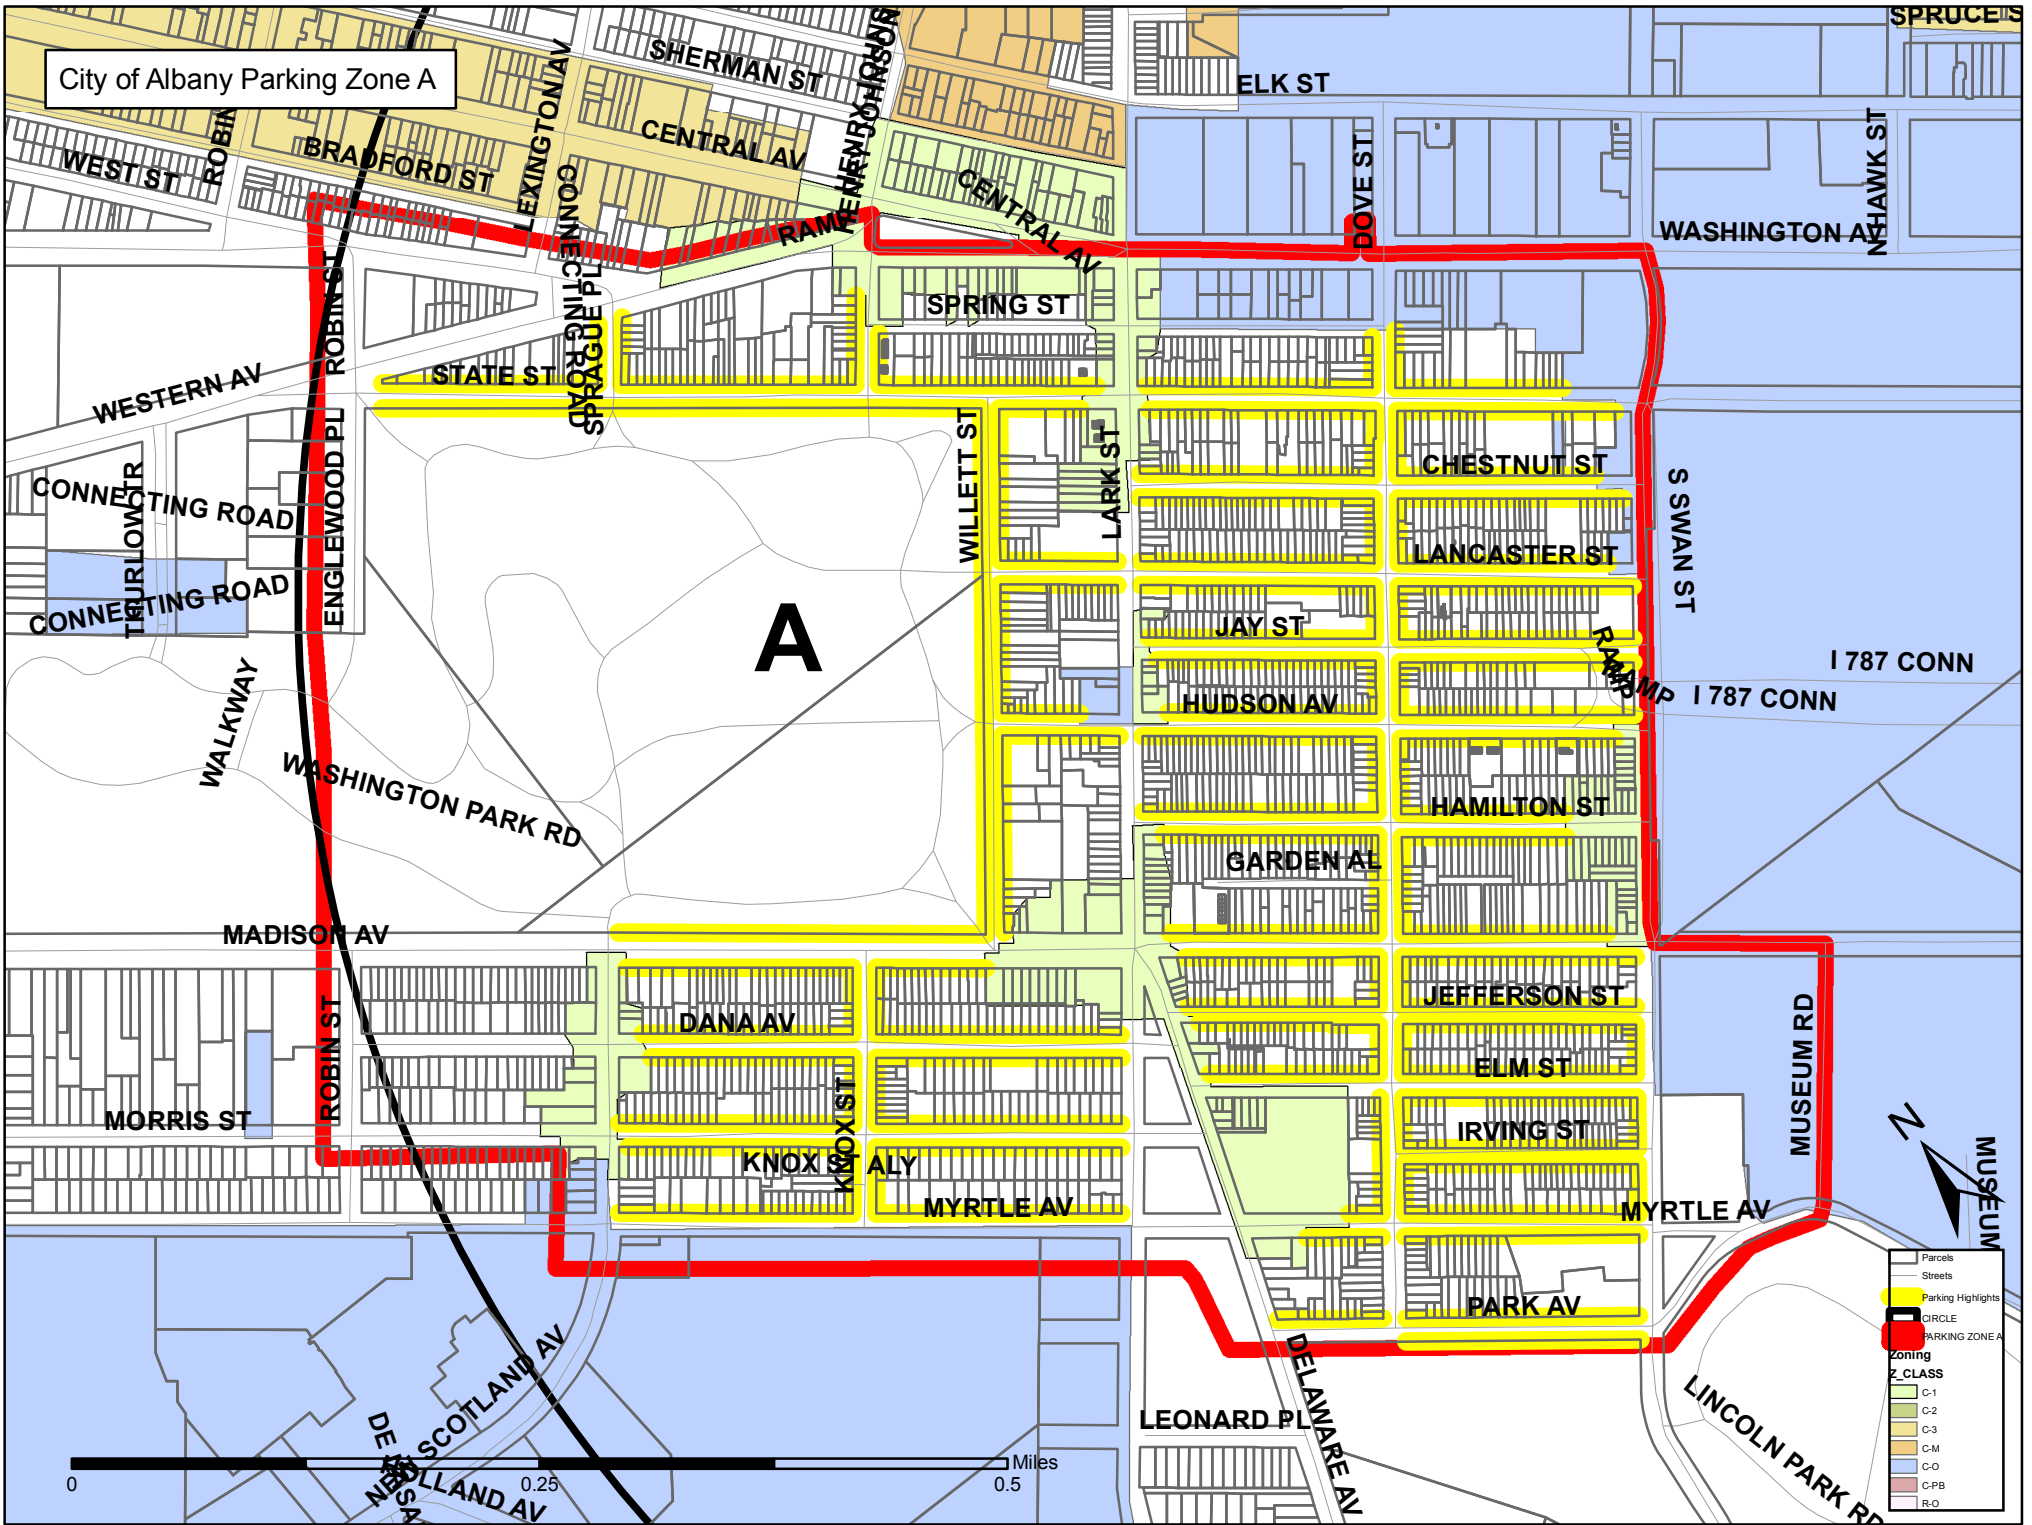 City of Albany Parking Zone A
SPRUCE S
SHERMAN ST
LEXINGTON AV
HENRY JOHNSON
ELK ST
ROBIN
CENTRAL AV
BRADFORD ST
WEST ST
CONNECTING ROAD
CENTRAL AV
DOVE ST
N HAWK ST
WASHINGTON AV
RAMP
ROBIN ST
SPRING ST
SPRAGUE PL
STATE ST
WESTERN AV
WILLETT ST
LARK ST
CHESTNUT ST
CONNECTING ROAD
THURLOW TR
ENGLEWOOD PL
S SWAN ST
LANCASTER ST
CONNECTING ROAD
A
JAY ST
RAMP
RAMP
I 787 CONN
I 787 CONN
HUDSON AV
WALKWAY
WASHINGTON PARK RD
HAMILTON ST
GARDEN AL
MADISON AV
JEFFERSON ST
DANA AV
ROBIN ST
MUSEUM RD
ELM ST
MORRIS ST
KNOX ST
IRVING ST
KNOX ST ALY
MYRTLE AV
MYRTLE AV
N
MUSEUM
PARK AV
DELAWARE AV
LEONARD PL
LINCOLN PARK RD
NEW SCOTLAND AV
HOLLAND AV
0
0.25
0.5
Miles
Parcels
Streets
Parking Highlights
CIRCLE
PARKING ZONE A
Zoning
Z_CLASS
C-1
C-2
C-3
C-M
C-O
C-PB
R-O